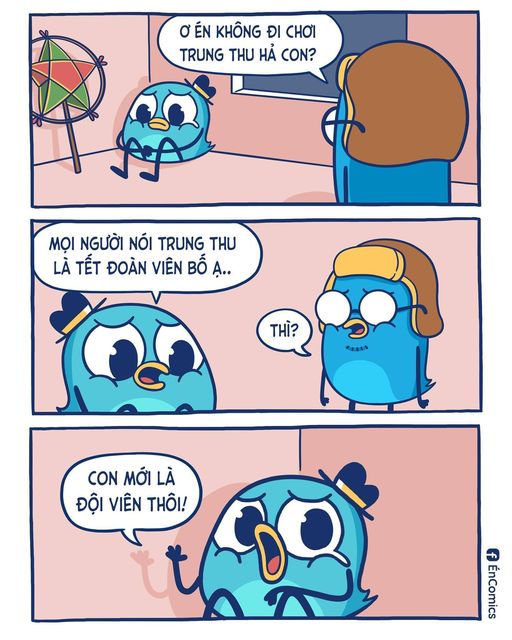 Ơ ÉN KHÔNG ĐI CHƠI
TRUNG THU HẢ CON?
MỌI NGƯỜI NÓI TRUNG THU
LÀ TẾT ĐOÀN VIÊN BỐ Ạ..
THÌ?
CON MỚI LÀ
ĐỘI VIÊN THÔI!
ÉnComics